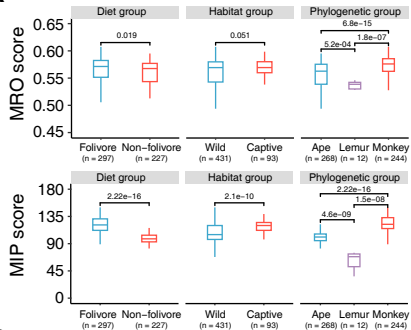 Diet group Habitat group Phylogenetic group
MRO score
0.65
0.60
0.55
0.50
0.45
0.019
0.051
6.8e−15
5.2e−04 1.8e−07
Folivore Non−folivore Wild Captive Ape Lemur Monkey
(n = 297) (n = 227) (n = 431) (n = 93) (n = 268) (n = 12) (n = 244)
Diet group Habitat group Phylogenetic group
MIP score
180
135
90
45
0
2.22e−16
2.1e−10
2.22e−16
4.6e−09 1.5e−08
Folivore Non−folivore Wild Captive Ape Lemur Monkey
(n = 297) (n = 227) (n = 431) (n = 93) (n = 268) (n = 12) (n = 244)